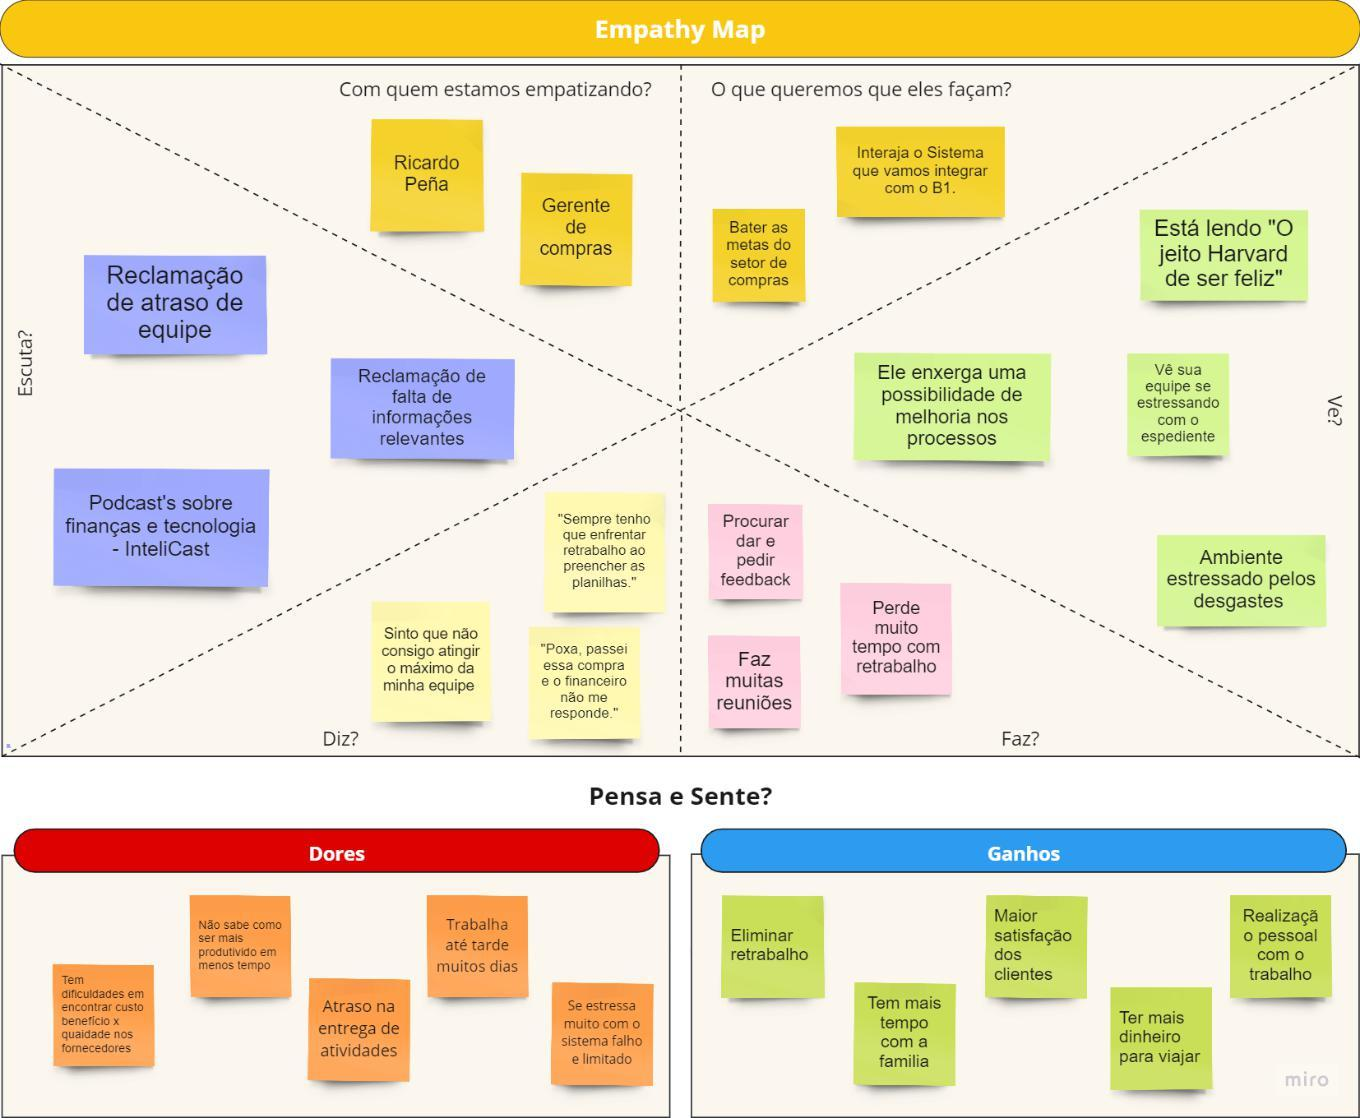 Empathy Map
Com quem estamos empatizando?
O que queremos que eles façam?
Ricardo
Peña
Gerente
de
compras
Interaja o Sistema
que vamos integrar
com o B1.
Bater as
metas do
setor de
compras
Escuta?
Reclamação
de atraso de
equipe
Reclamação de
falta de
informações
relevantes
Podcast's sobre
finanças e tecnologia
- InteliCast
Está lendo "O
jeito Harvard
de ser feliz"
Ele enxerga uma
possibilidade de
melhoria nos
processos
Vê sua
equipe se
estressando
com o
espediente
Ve?
Ambiente
estressado pelos
desgastes
"Sempre tenho
que enfrentar
retrabalho ao
preencher as
planilhas."
Sinto que não
consigo atingir
o máximo da
minha equipe
"Poxa, passei
essa compra
e o financeiro
não me
responde."
Diz?
Procurar
dar e
pedir
feedback
Perde
muito
tempo com
retrabalho
Faz
muitas
reuniões
Faz?
Pensa e Sente?
Dores
Tem
dificuldades em
encontrar custo
benefício x
quaidade nos
fornecedores
Não sabe como
ser mais
produtivido em
menos tempo
Atraso na
entrega de
atividades
Trabalha
até tarde
muitos dias
Se estressa
muito com o
sistema falho
e limitado
Ganhos
Eliminar
retrabalho
Tem mais
tempo
com a
familia
Maior
satisfação
dos
clientes
Ter mais
dinheiro
para viajar
Realizaçã
o pessoal
com o
trabalho
miro